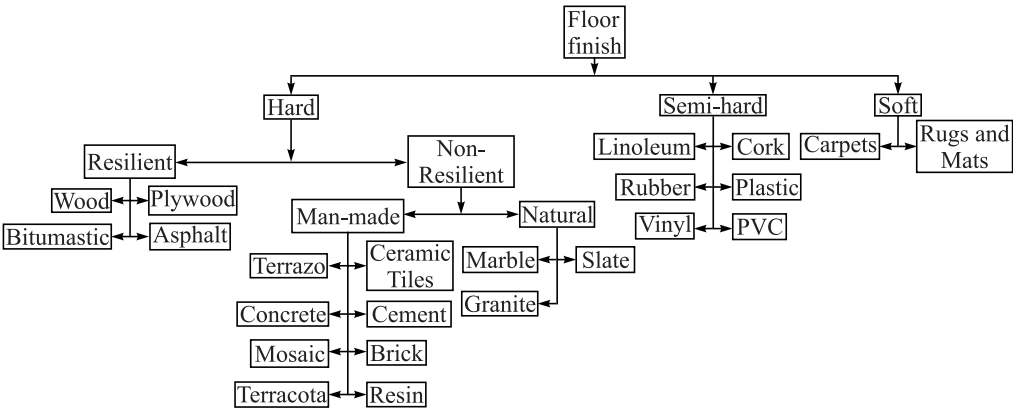 Floor
finish
Hard
Semi-hard
Soft
Resilient
Non-
Resilient
Linoleum
Cork
Carpets
Rugs and
Mats
Wood
Plywood
Rubber
Plastic
Bitumastic
Asphalt
Man-made
Natural
Vinyl
PVC
Terrazo
Ceramic
Tiles
Marble
Slate
Granite
Concrete
Cement
Mosaic
Brick
Terracota
Resin